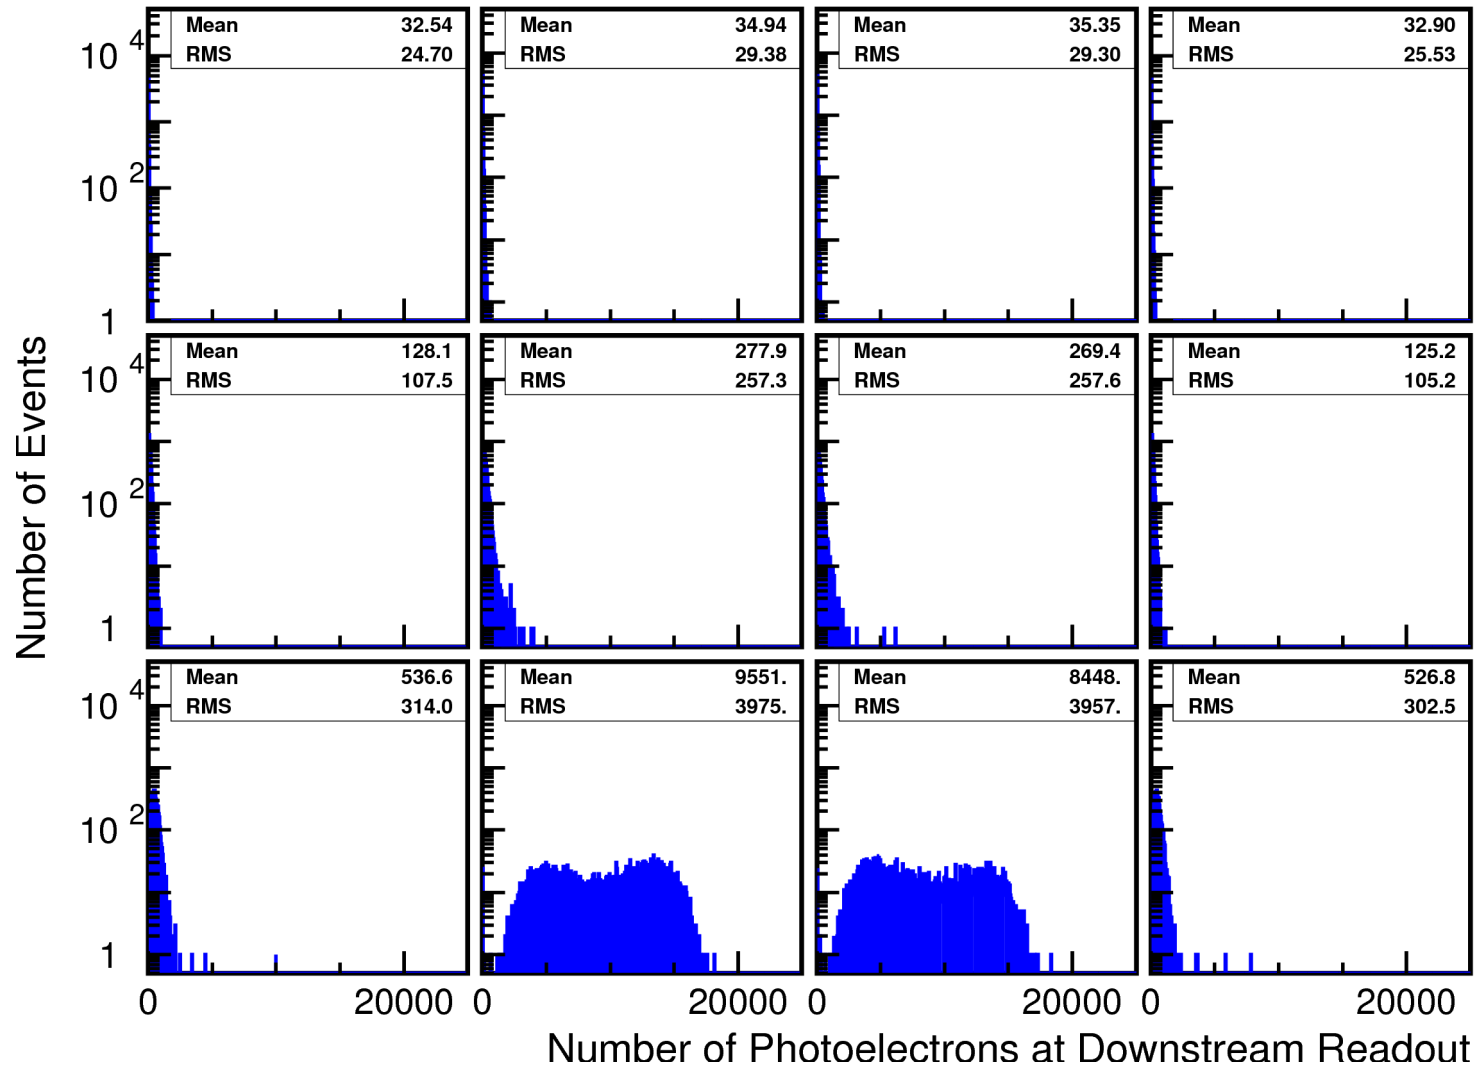 Mean 32.54
RMS 24.70
Mean 34.94
RMS 29.38
Mean 35.35
RMS 29.30
Mean 32.90
RMS 25.53
10 4
10 2
1
Mean 128.1
RMS 107.5
Mean 277.9
RMS 257.3
Mean 269.4
RMS 257.6
Mean 125.2
RMS 105.2
10 4
10 2
1
Number of Events
Mean 536.6
RMS 314.0
Mean 9551.
RMS 3975.
Mean 8448.
RMS 3957.
Mean 526.8
RMS 302.5
10 4
10 2
1
0 20000 0 20000 0 20000 0 20000
Number of Photoelectrons at Downstream Readout